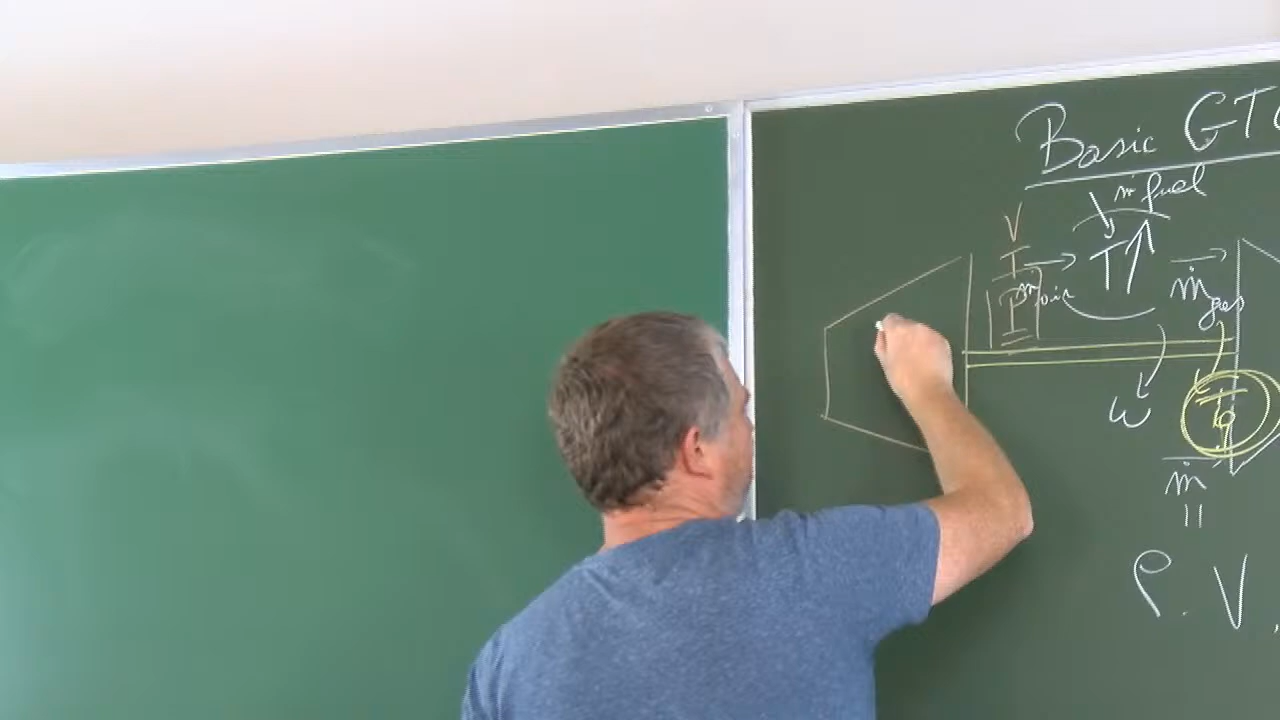 Basic GT
ṁ fuel
V
T
T
ṁ air
P
ṁ gas
ω
T
ṁ
=
ρ . V .